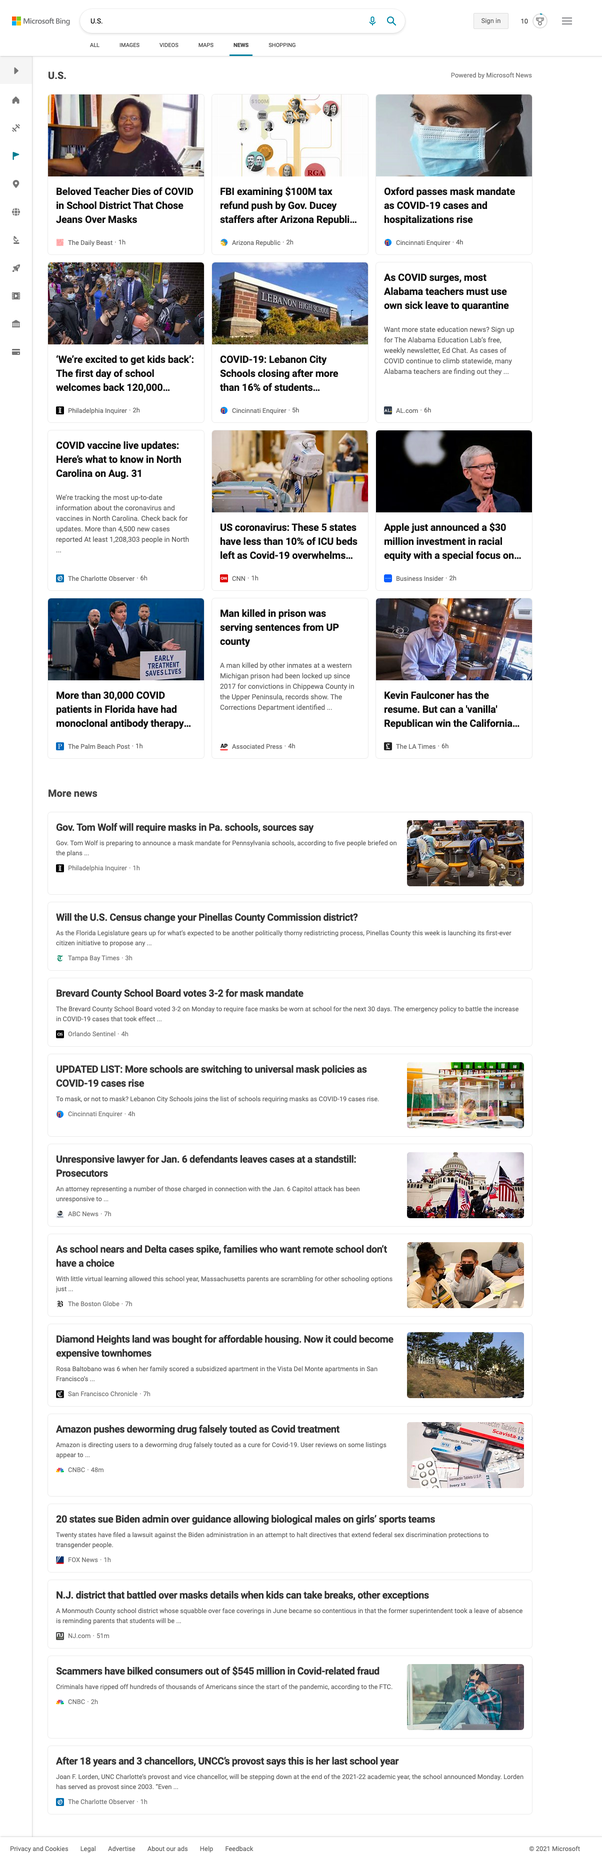 Microsoft Bing
U.S.
Sign in
10
ALL
IMAGES
VIDEOS
MAPS
NEWS
SHOPPING
U.S.
Powered by Microsoft News
Beloved Teacher Dies of COVID
in School District That Chose
Jeans Over Masks
The Daily Beast · 1h
$100M
RGA
FBI examining $100M tax
refund push by Gov. Ducey
staffers after Arizona Republi...
Arizona Republic · 2h
Oxford passes mask mandate
as COVID-19 cases and
hospitalizations rise
Cincinnati Enquirer · 4h
'We're excited to get kids back':
The first day of school
welcomes back 120,000...
Philadelphia Inquirer · 2h
LEBANON HIGH SCHOOL
COVID-19: Lebanon City
Schools closing after more
than 16% of students...
Cincinnati Enquirer · 5h
As COVID surges, most
Alabama teachers must use
own sick leave to quarantine
Want more state education news? Sign up
for The Alabama Education Lab's free,
weekly newsletter, Ed Chat. As cases of
COVID continue to climb statewide, many
Alabama teachers are finding out they ...
AL.com · 6h
COVID vaccine live updates:
Here's what to know in North
Carolina on Aug. 31
We're tracking the most up-to-date
information about the coronavirus and
vaccines in North Carolina. Check back for
updates. More than 4,500 new cases
reported At least 1,208,303 people in North
...
The Charlotte Observer · 6h
US coronavirus: These 5 states
have less than 10% of ICU beds
left as Covid-19 overwhelms...
CNN · 1h
Apple just announced a $30
million investment in racial
equity with a special focus on...
Business Insider · 2h
EARLY
TREATMENT
SAVES LIVES
More than 30,000 COVID
patients in Florida have had
monoclonal antibody therapy...
The Palm Beach Post · 1h
Man killed in prison was
serving sentences from UP
county
A man killed by other inmates at a western
Michigan prison had been locked up since
2017 for convictions in Chippewa County in
the Upper Peninsula, records show. The
Corrections Department identified ...
AP
Associated Press · 4h
Kevin Faulconer has the
resume. But can a 'vanilla'
Republican win the California...
The LA Times · 6h
More news
Gov. Tom Wolf will require masks in Pa. schools, sources say
Gov. Tom Wolf is preparing to announce a mask mandate for Pennsylvania schools, according to five people briefed on
the plans ...
Philadelphia Inquirer · 1h
Will the U.S. Census change your Pinellas County Commission district?
As the Florida Legislature gears up for what's expected to be another politically thorny redistricting process, Pinellas County this week is launching its first-ever
citizen initiative to propose any ...
Tampa Bay Times · 3h
Brevard County School Board votes 3-2 for mask mandate
The Brevard County School Board voted 3-2 on Monday to require face masks be worn at school for the next 30 days. The emergency policy to battle the increase
in COVID-19 cases that took effect ...
Orlando Sentinel · 4h
UPDATED LIST: More schools are switching to universal mask policies as
COVID-19 cases rise
To mask, or not to mask? Lebanon City Schools joins the list of schools requiring masks as COVID-19 cases rise.
Cincinnati Enquirer · 4h
Unresponsive lawyer for Jan. 6 defendants leaves cases at a standstill:
Prosecutors
An attorney representing a number of those charged in connection with the Jan. 6 Capitol attack has been
unresponsive to ...
ABC News · 7h
As school nears and Delta cases spike, families who want remote school don't
have a choice
With little virtual learning allowed this school year, Massachusetts parents are scrambling for other schooling options
just ...
The Boston Globe · 7h
Diamond Heights land was bought for affordable housing. Now it could become
expensive townhomes
Rosa Baltobano was 6 when her family scored a subsidized apartment in the Vista Del Monte apartments in San
Francisco's ...
San Francisco Chronicle · 7h
Amazon pushes deworming drug falsely touted as Covid treatment
Amazon is directing users to a deworming drug falsely touted as a cure for Covid-19. User reviews on some listings
appear to ...
CNBC · 48m
20 states sue Biden admin over guidance allowing biological males on girls' sports teams
Twenty states have filed a lawsuit against the Biden administration in an attempt to halt directives that extend federal sex discrimination protections to
transgender people.
FOX News · 1h
N.J. district that battled over masks details when kids can take breaks, other exceptions
A Monmouth County school district whose squabble over face coverings in June became so contentious in that the former superintendent took a leave of absence
is reminding parents that students will be ...
NJ.com · 51m
Scammers have bilked consumers out of $545 million in Covid-related fraud
Criminals have ripped off hundreds of thousands of Americans since the start of the pandemic, according to the FTC.
CNBC · 2h
After 18 years and 3 chancellors, UNCC's provost says this is her last school year
Joan F. Lorden, UNC Charlotte's provost and vice chancellor, will be stepping down at the end of the 2021-22 academic year, the school announced Monday. Lorden
has served as provost since 2003. "Even ...
The Charlotte Observer · 1h
Privacy and Cookies
Legal
Advertise
About our ads
Help
Feedback
© 2021 Microsoft